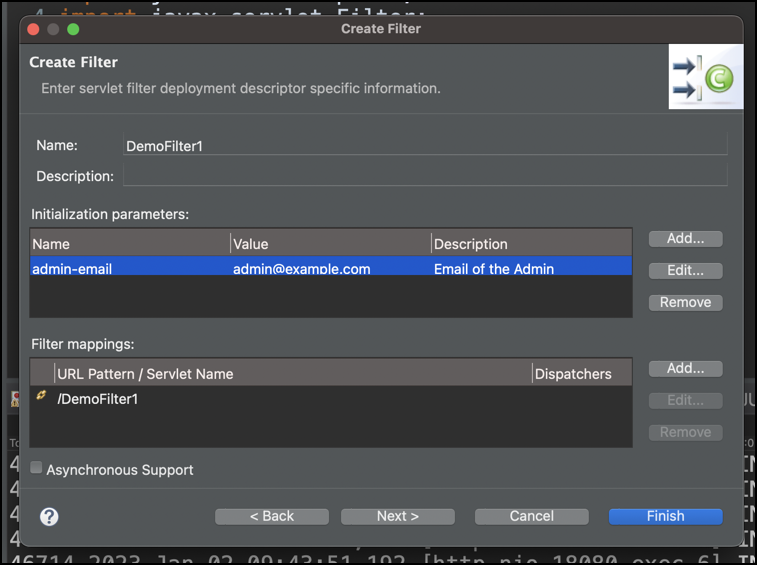 4 import javax.servlet.Filter;
Create Filter
Create Filter
Enter servlet filter deployment descriptor specific information.
C
Name: DemoFilter1
Description:
Initialization parameters:
Name Value Description
admin-email admin@example.com Email of the Admin
Add...
Edit...
Remove
Filter mappings:
URL Pattern / Servlet Name Dispatchers
/DemoFilter1
Add...
Edit...
Remove
Asynchronous Support
? < Back Next > Cancel Finish
46714 2023-Jan-02 09:43:51.192 [http-nio-18080-exec-6]